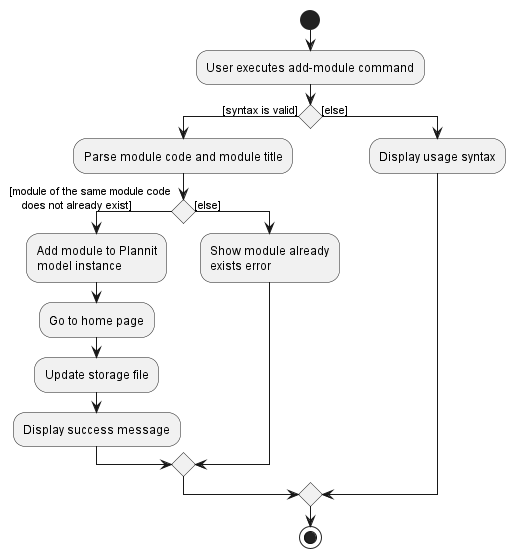 User executes add-module command
[syntax is valid]
[else]
Parse module code and module title
Display usage syntax
[module of the same module code
does not already exist]
[else]
Add module to Plannit
model instance
Show module already
exists error
Go to home page
Update storage file
Display success message